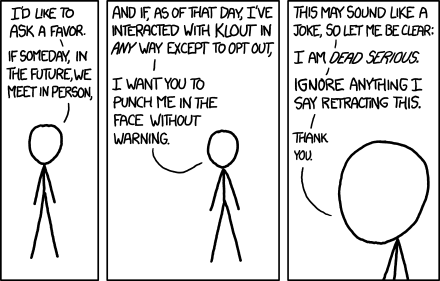 I'D LIKE TO
ASK A FAVOR.
IF SOMEDAY, IN
THE FUTURE, WE
MEET IN PERSON,
AND IF, AS OF THAT DAY, I'VE
INTERACTED WITH KLOUT IN
ANY WAY EXCEPT TO OPT OUT,
I WANT YOU TO
PUNCH ME IN THE
FACE WITHOUT
WARNING.
THIS MAY SOUND LIKE A
JOKE, SO LET ME BE CLEAR:
I AM DEAD SERIOUS.
IGNORE ANYTHING I
SAY RETRACTING THIS.
THANK
YOU.